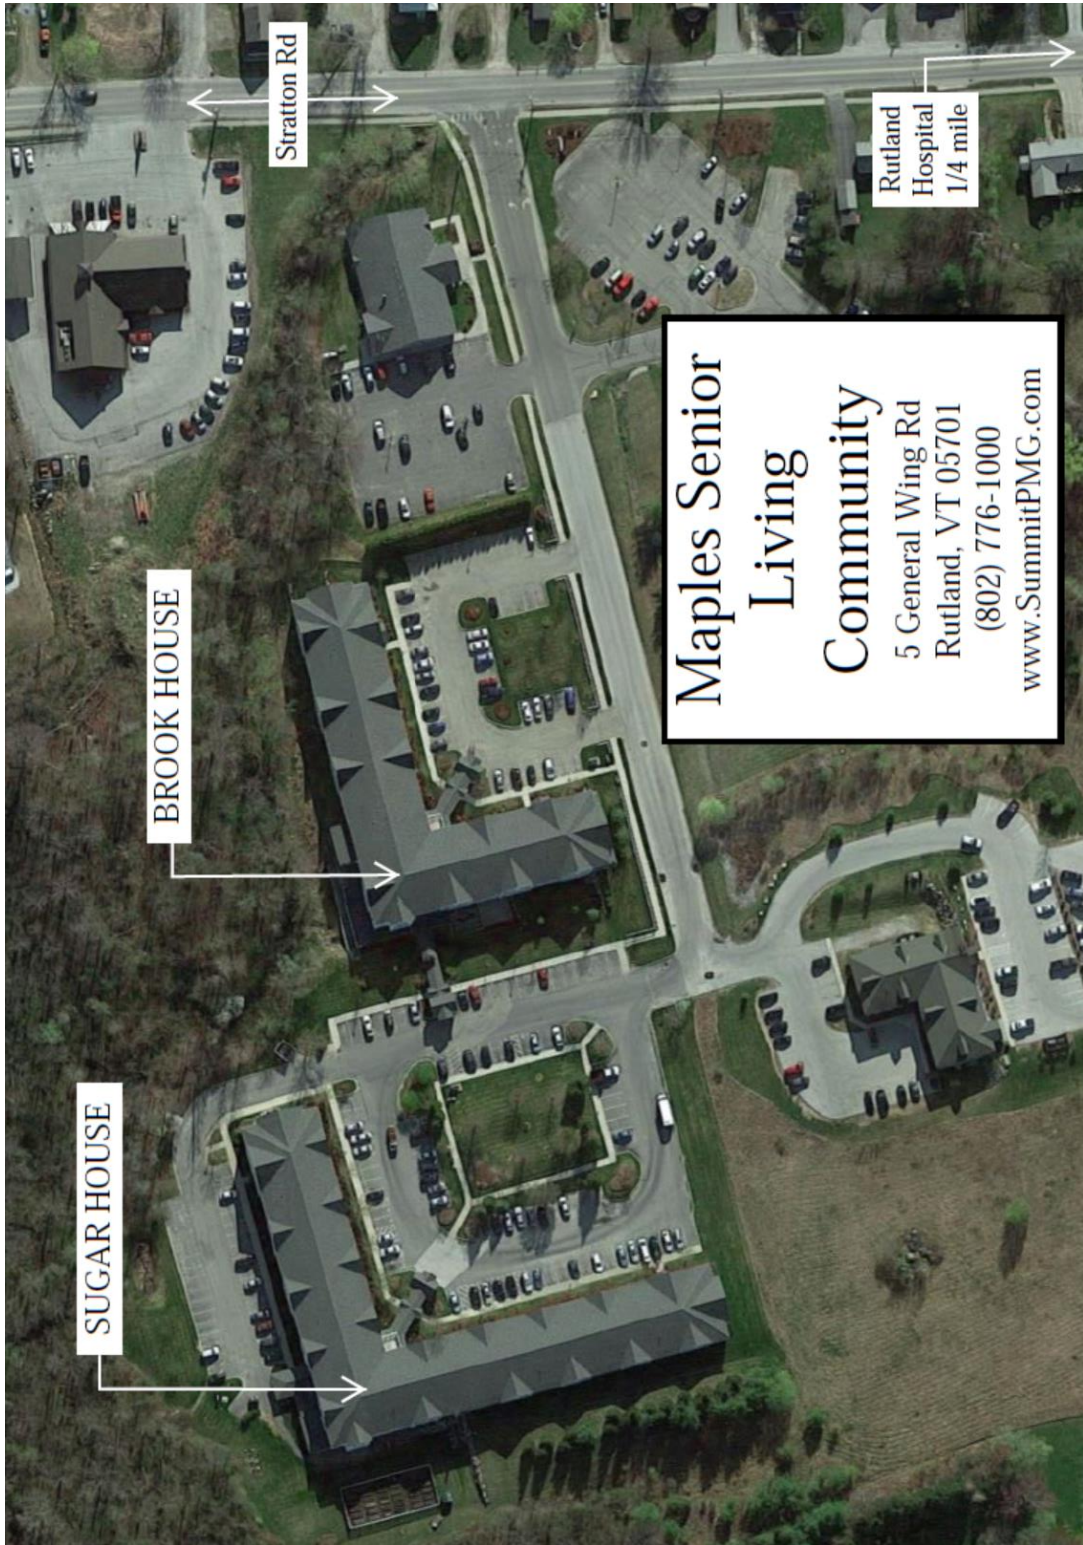 SUGAR HOUSE
BROOK HOUSE
Stratton Rd
Maples Senior
Living
Community
5 General Wing Rd
Rutland, VT 05701
(802) 776-1000
www.SummitPMG.com
Rutland
Hospital
1/4 mile